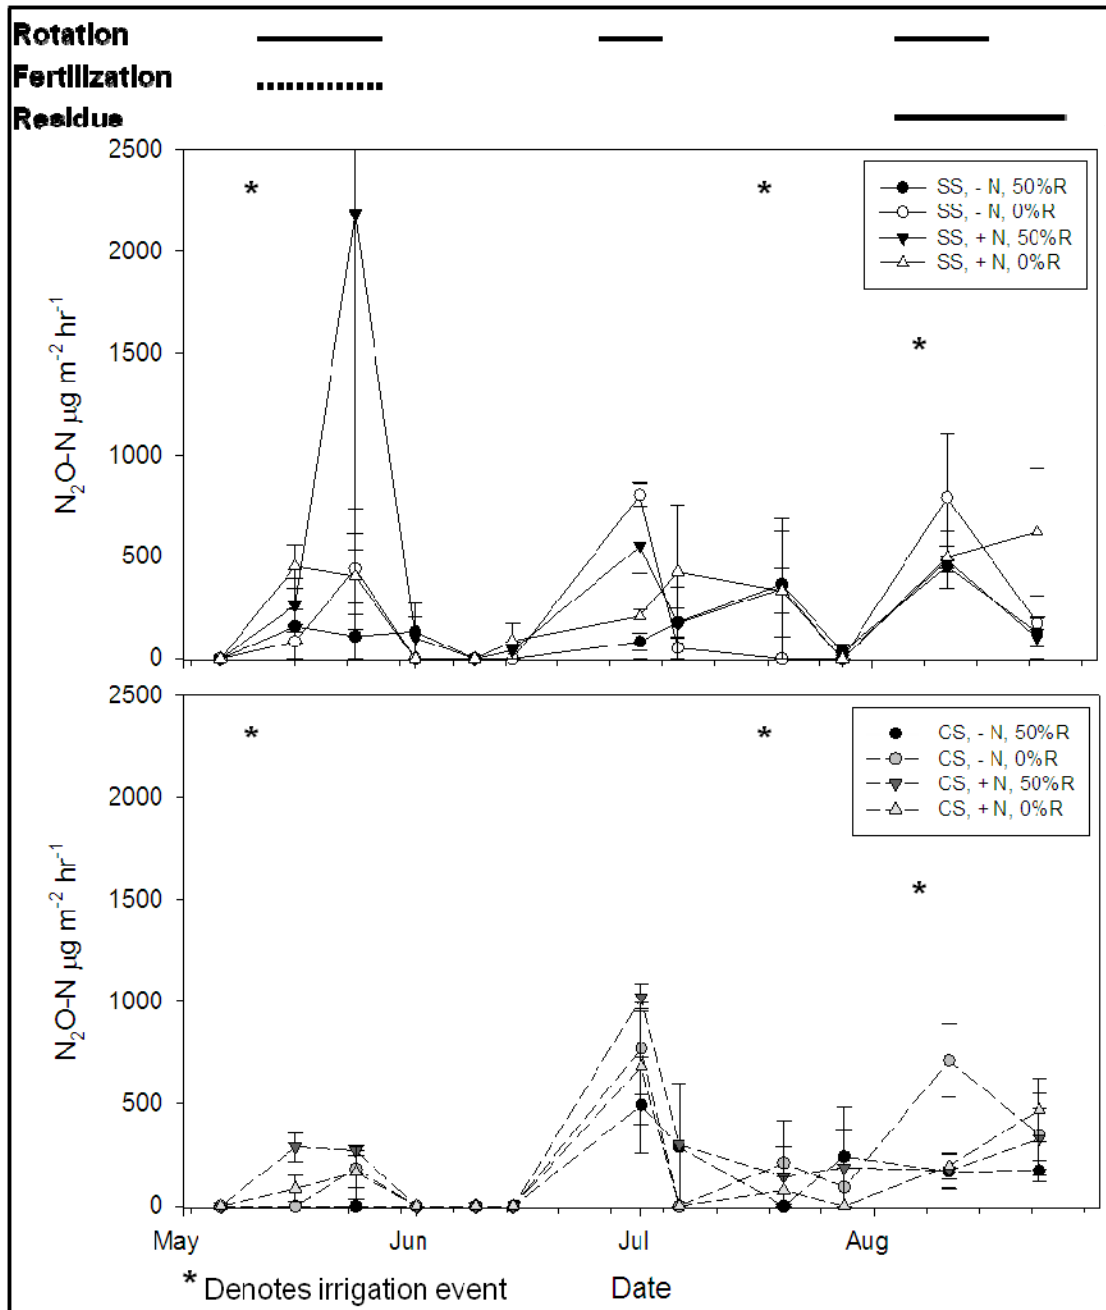 Rotation
Fertilization
Residue
2500
2000
1500
1000
500
0
N₂O-N µg m⁻² hr⁻¹
*
*
*
SS, - N, 50%R
SS, - N, 0%R
SS, + N, 50%R
SS, + N, 0%R
2500
2000
1500
1000
500
0
N₂O-N µg m⁻² hr⁻¹
*
*
*
CS, - N, 50%R
CS, - N, 0%R
CS, + N, 50%R
CS, + N, 0%R
May Jun Jul Aug
* Denotes irrigation event Date